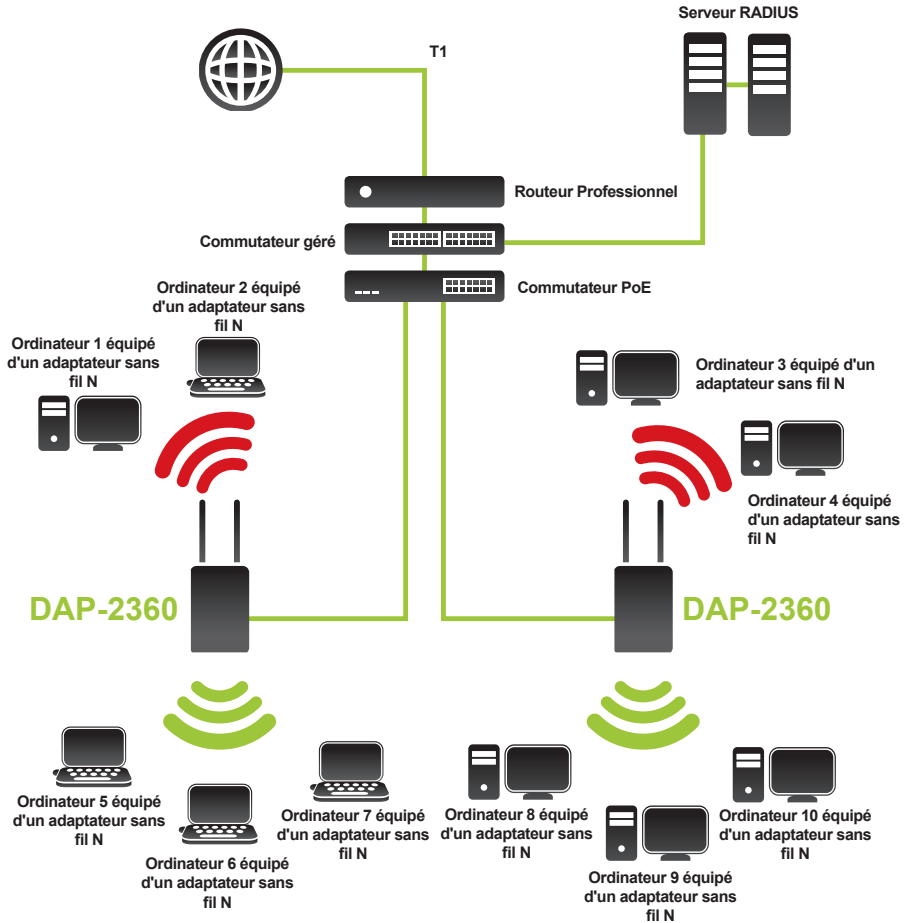 Serveur RADIUS
T1
Routeur Professionnel
Commutateur géré
Commutateur PoE
Ordinateur 2 équipé
d'un adaptateur sans
fil N
Ordinateur 1 équipé
d'un adaptateur sans
fil N
Ordinateur 3 équipé d'un
adaptateur sans fil N
Ordinateur 4 équipé
d'un adaptateur sans
fil N
DAP-2360
DAP-2360
Ordinateur 5 équipé
d'un adaptateur sans
fil N
Ordinateur 6 équipé
d'un adaptateur sans
fil N
Ordinateur 7 équipé
d'un adaptateur sans
fil N
Ordinateur 8 équipé
d'un adaptateur sans
fil N
Ordinateur 9 équipé
d'un adaptateur sans
fil N
Ordinateur 10 équipé
d'un adaptateur sans
fil N